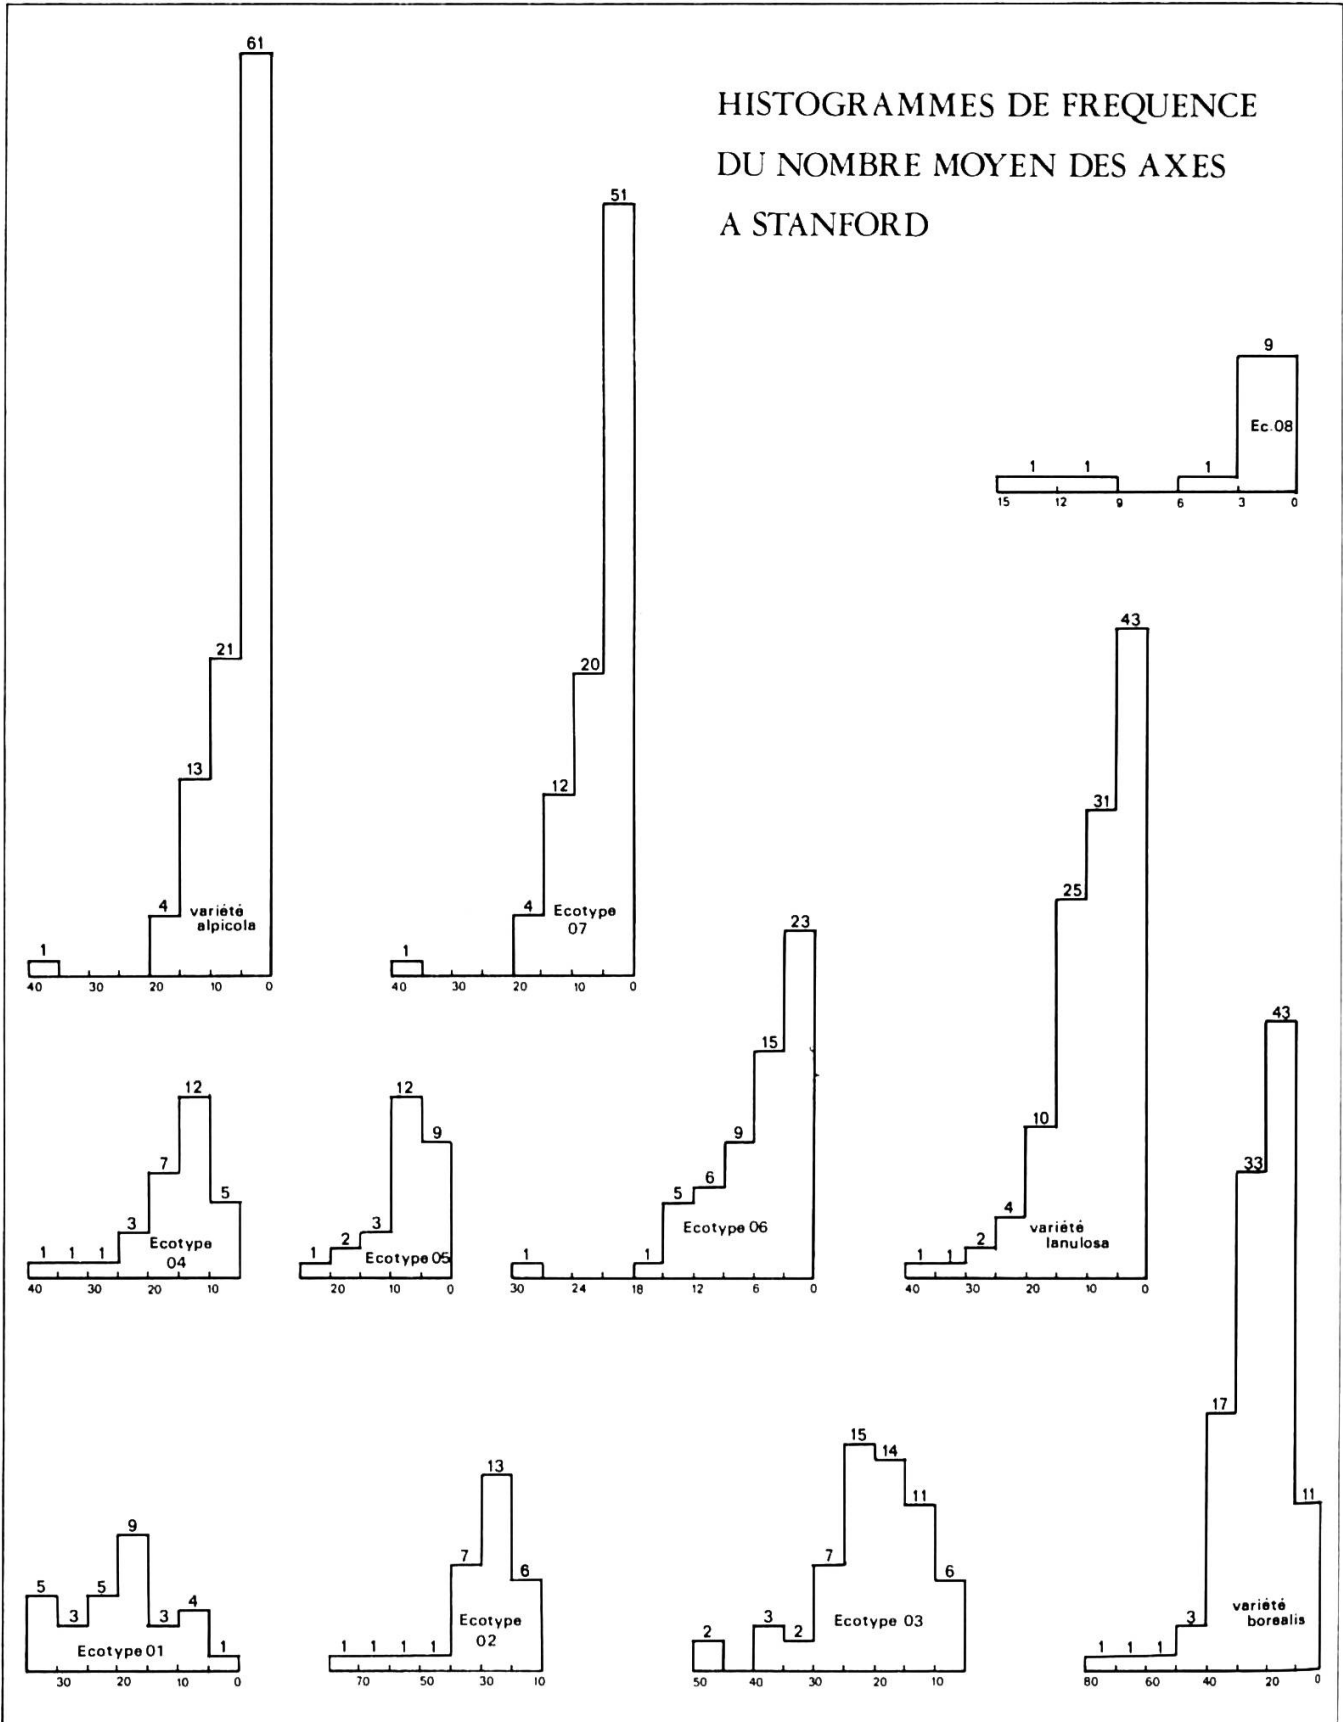 HISTOGRAMMES DE FREQUENCE
DU NOMBRE MOYEN DES AXES
A STANFORD
61
21
13
4
1
variété
alpicola
40 30 20 10 0
51
20
12
4
1
Ecotype
07
40 30 20 10 0
9
1 1 1
Ec.08
15 12 9 6 3 0
12
7
5
3
1 1 1
Ecotype
04
40 30 20 10
12
9
3
2
1
Ecotype 05
20 10 0
23
15
9
6
5
1 1
Ecotype 06
30 24 18 12 6 0
43
31
25
10
4
2
1 1
variété
lanulosa
40 30 20 10 0
43
33
17
11
3
1 1 1
variété
borealis
80 60 40 20 0
9
5 3 5 3 4 1
Ecotype 01
30 20 10 0
13
7
6
1 1 1 1
Ecotype
02
70 50 30 10
15
14
11
7
6
2 3 2
Ecotype 03
50 40 30 20 10